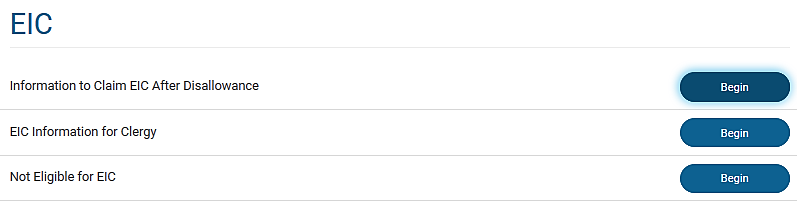 EIC
Information to Claim EIC After Disallowance Begin
EIC Information for Clergy Begin
Not Eligible for EIC Begin